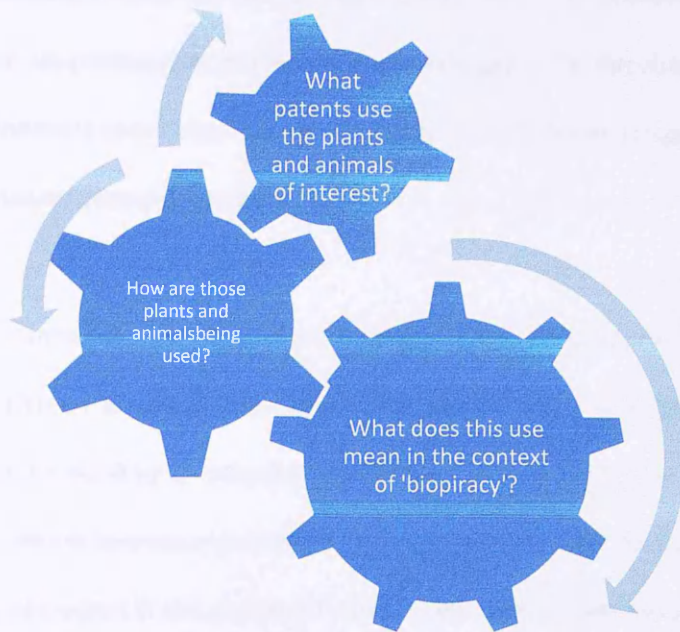 What
patents use
the plants
and animals
of interest?
How are those
plants and
animalsbeing
used?
What does this use
mean in the context
of 'biopiracy'?